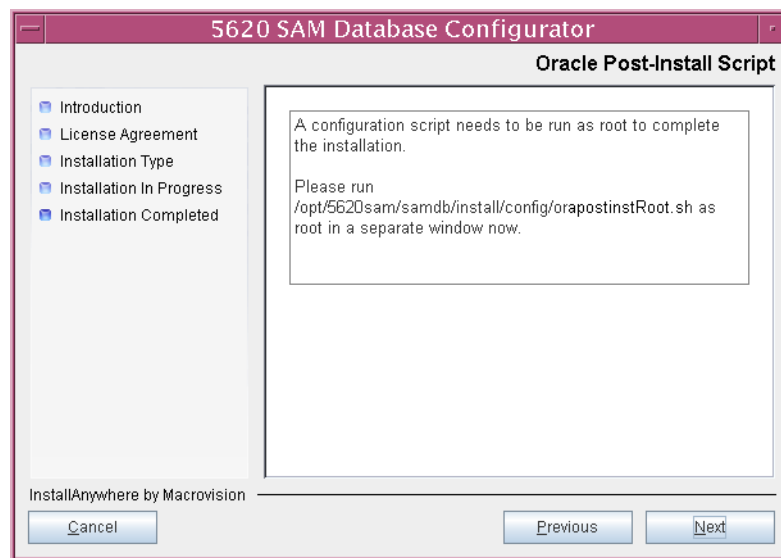 5620 SAM Database Configurator
Oracle Post-Install Script
Introduction
License Agreement
Installation Type
Installation In Progress
Installation Completed
A configuration script needs to be run as root to complete
the installation.
Please run
/opt/5620sam/samdb/install/config/orapostinstRoot.sh as
root in a separate window now.
InstallAnywhere by Macrovision
Cancel
Previous
Next